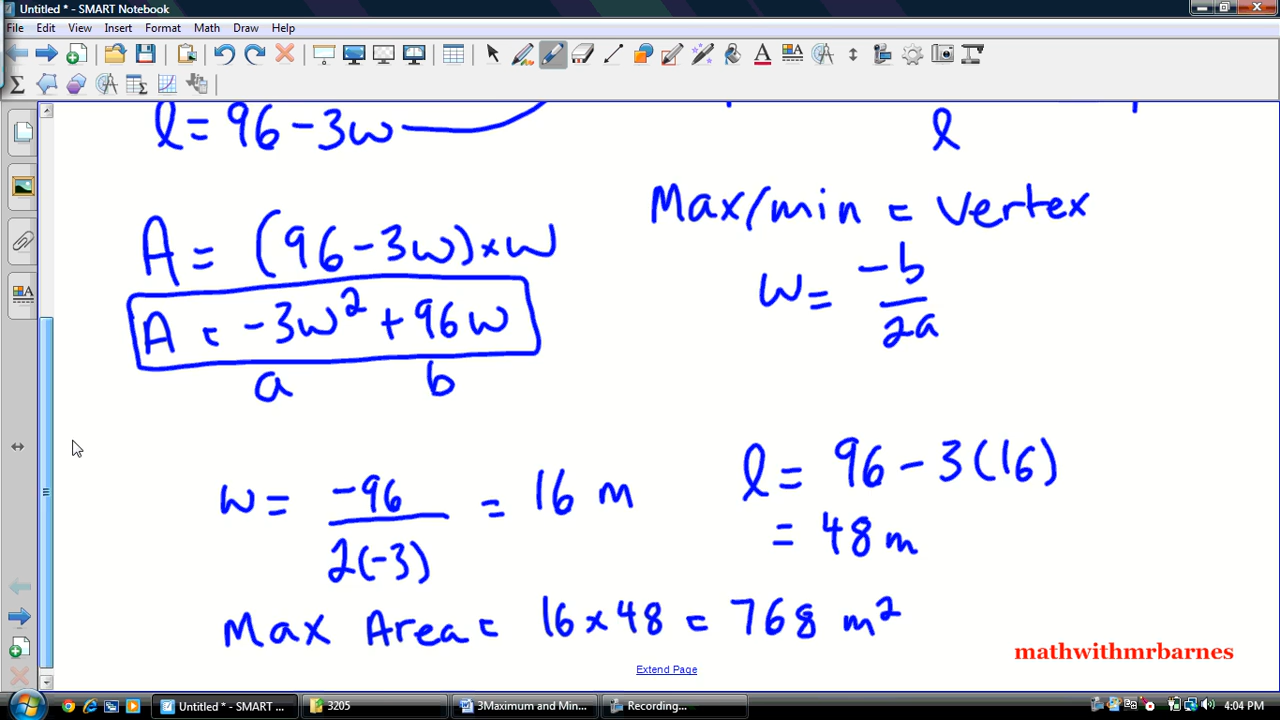 Untitled * - SMART Notebook
File Edit View Insert Format Math Draw Help
l = 96 - 3w
l
A = (96 - 3w) × w
Max/min = Vertex
w = -b/2a
A = -3w² + 96w
a b
w = -96/2(-3) = 16 m
l = 96 - 3(16)
= 48 m
Max Area = 16 × 48 = 768 m²
mathwithmrbarnes
Extend Page
Untitled * - SMART ... 3205 3Maximum and Min... Recording... 4:04 PM